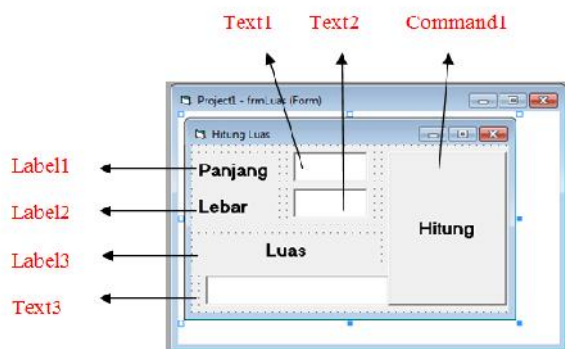 Text1 Text2 Command1
Project1 - frmLuas (Form)
Hitung Luas
Label1 Panjang
Label2 Lebar
Hitung
Label3 Luas
Text3